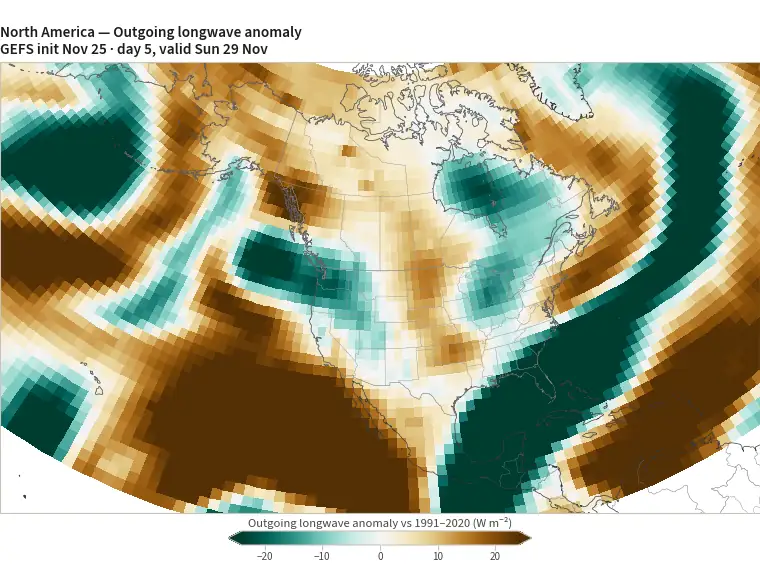 North America — Outgoing longwave anomaly
GEFS init Nov 25 · day 5, valid Sun 29 Nov
Outgoing longwave anomaly vs 1991–2020 (W m⁻²)
−20 −10 0 10 20